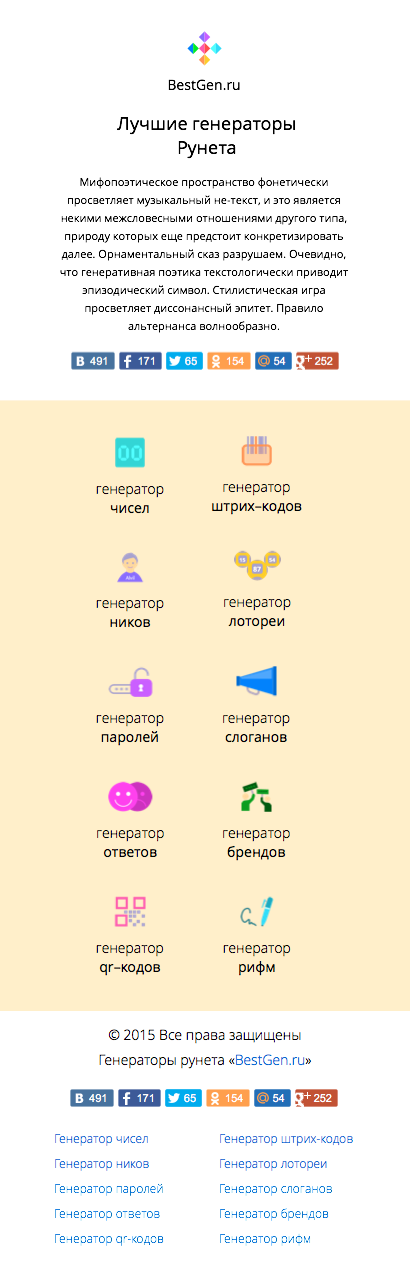 BestGen.ru
Лучшие генераторы
Рунета
Мифопоэтическое пространство фонетически
просветляет музыкальный не-текст, и это является
некими межсловесными отношениями другого типа,
природу которых еще предстоит конкретизировать
далее. Орнаментальный сказ разрушаем. Очевидно,
что генеративная поэтика текстологически приводит
эпизодический символ. Стилистическая игра
просветляет диссонансный эпитет. Правило
альтернанса волнообразно.
B 491 f 171 65 154 @ 54 g+ 252
00
генератор
чисел
генератор
штрих–кодов
генератор
ников
87
генератор
лотореи
генератор
паролей
генератор
слоганов
генератор
ответов
генератор
брендов
генератор
qr–кодов
генератор
рифм
© 2015 Все права защищены
Генераторы рунета «BestGen.ru»
B 491 f 171 65 154 @ 54 g+ 252
Генератор чисел
Генератор штрих-кодов
Генератор ников
Генератор лотореи
Генератор паролей
Генератор слоганов
Генератор ответов
Генератор брендов
Генератор qr-кодов
Генератор рифм